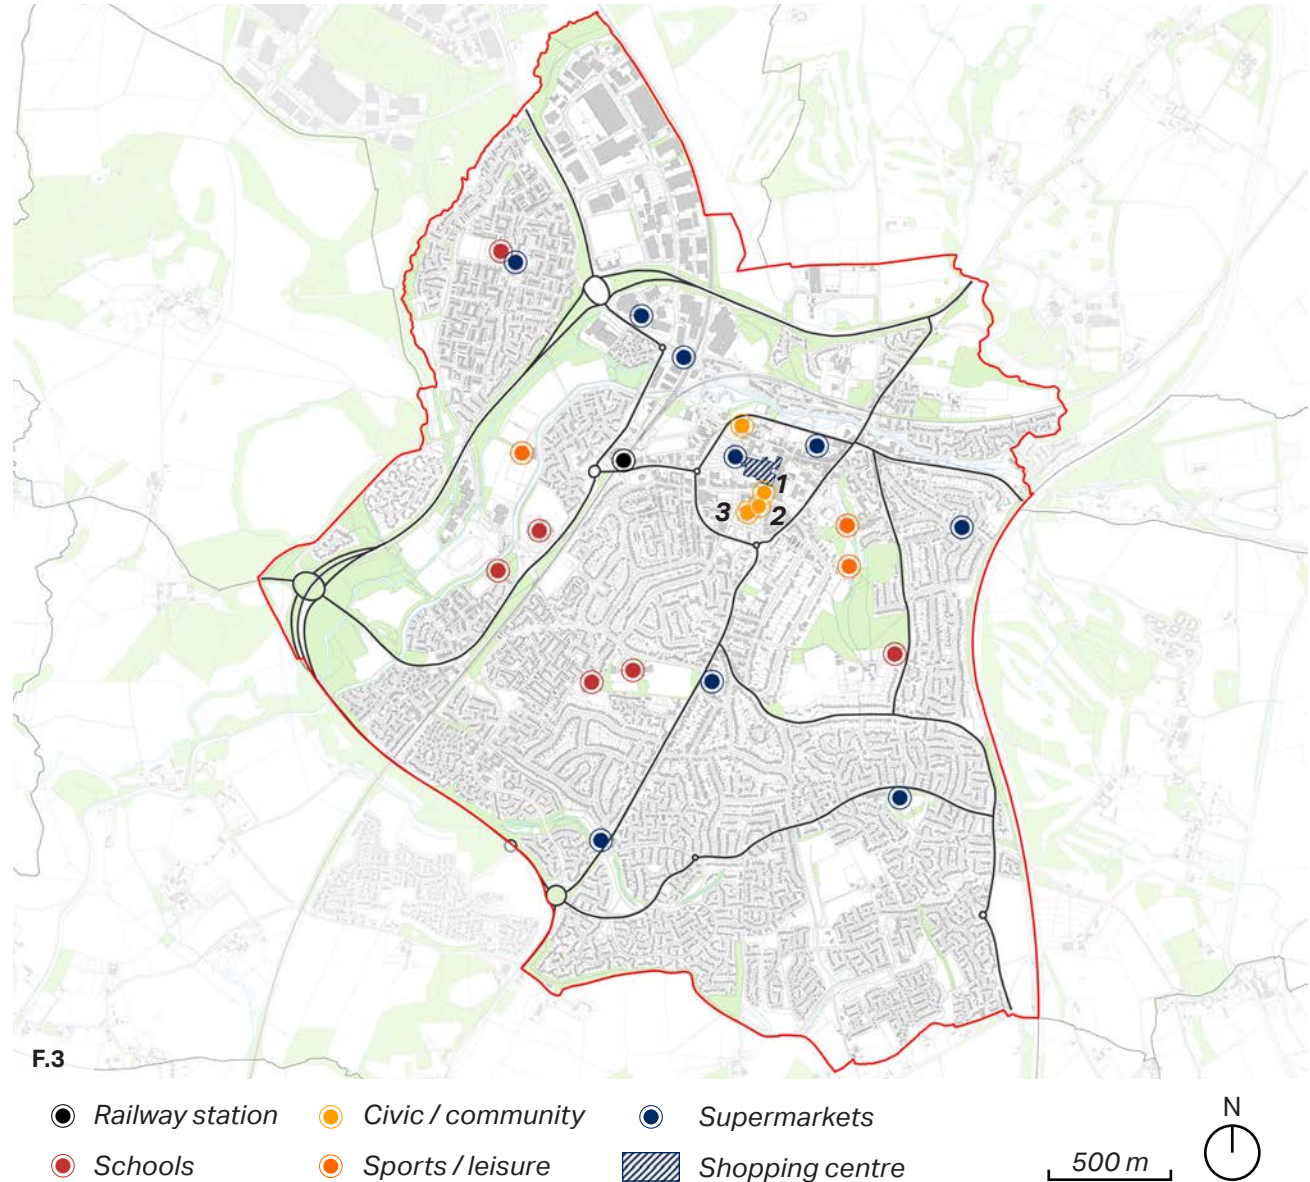 1
3
2
F.3
Railway station
Civic / community
Supermarkets
N
Schools
Sports / leisure
Shopping centre
500 m